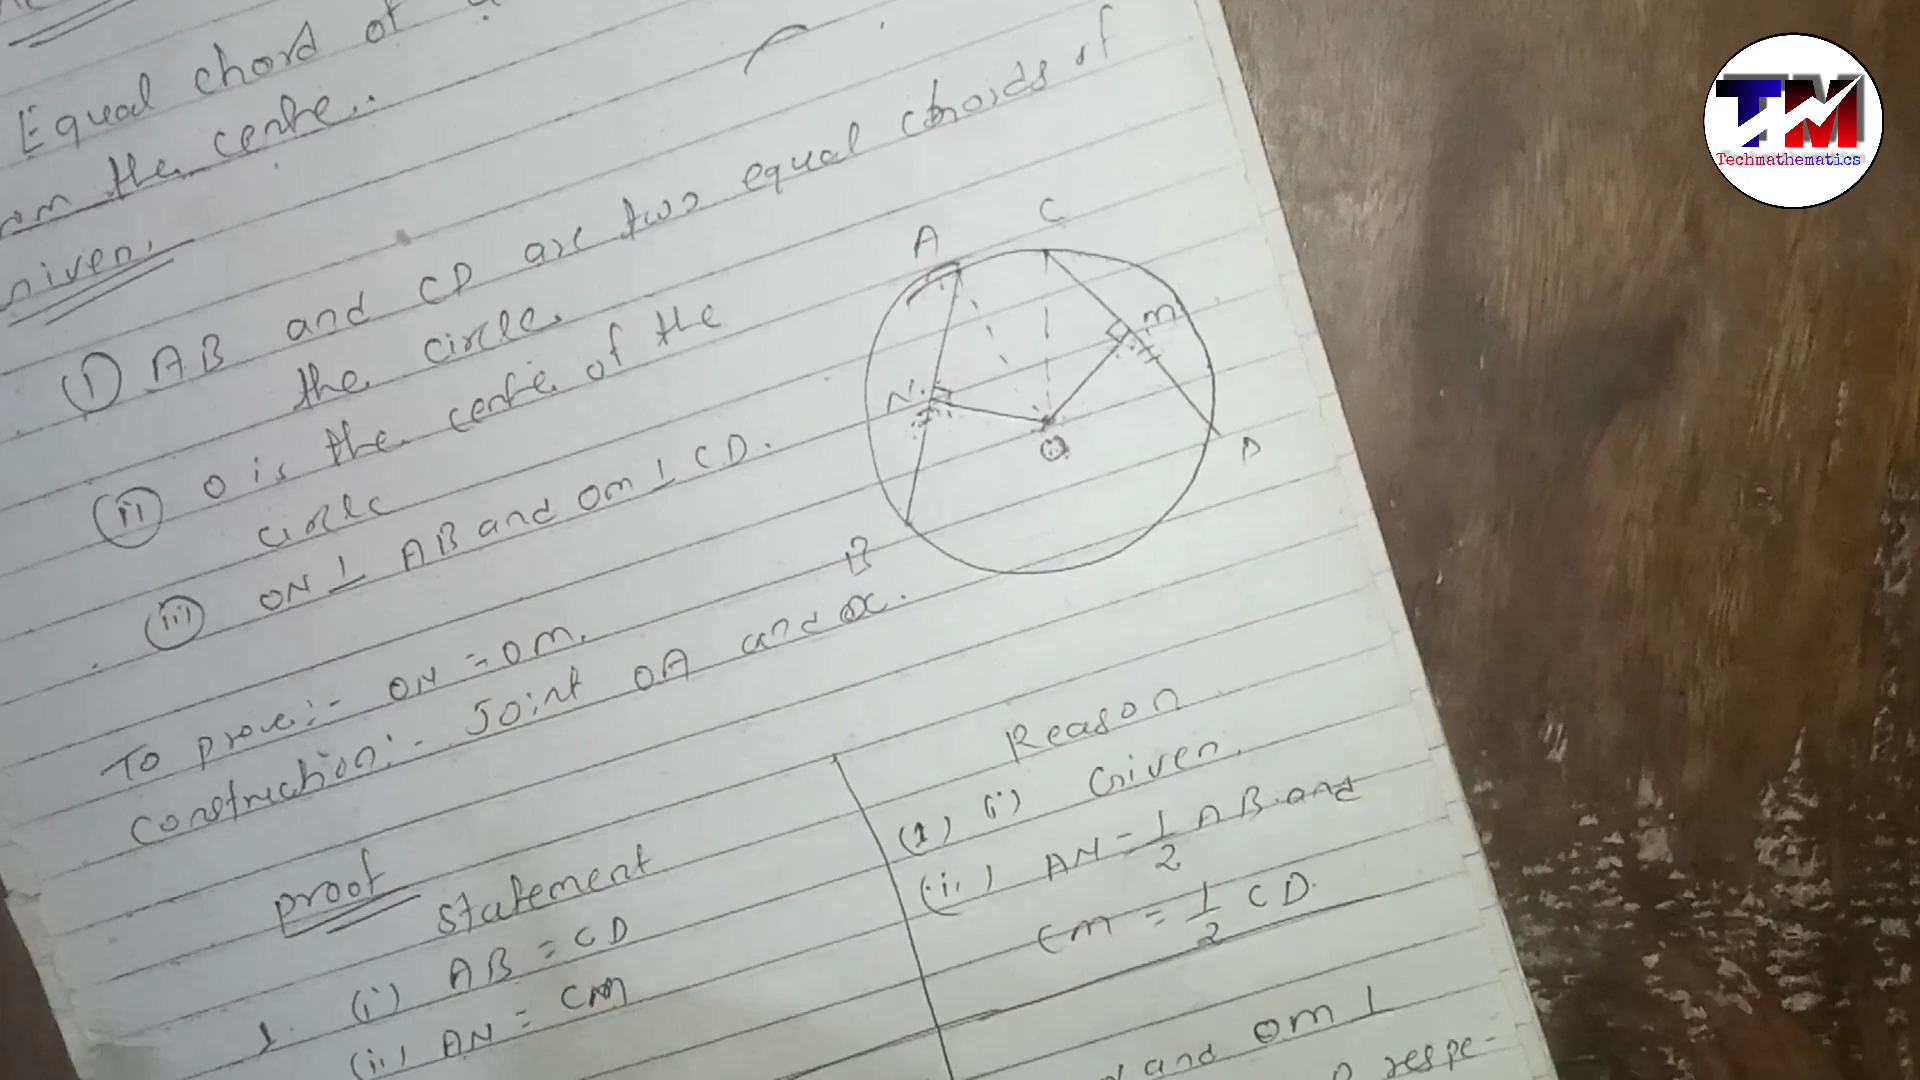 Equal chord of
the centre..
Given:
(i) AB and CD are two equal chords of
the circle.
(ii) O is the centre of the
circle
(iii) ON ⊥ AB and Om ⊥ CD.
To prove:- ON = Om.
Construction:- Joint OA and OC.
A
C
N
m
O
D
B
proof
Statement
Reason
1. (i) AB = CD
(1) (i) Given.
(ii) AN = CM
(ii) AN = 1/2 AB and
CM = 1/2 CD.
and Om ⊥
respe-
TM
Techmathematics